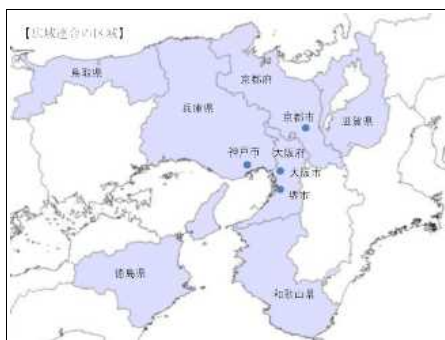 【広域連合の区域】
鳥取県
京都府
兵庫県
京都市
滋賀県
神戸市
大阪府
大阪市
堺市
徳島県
和歌山県